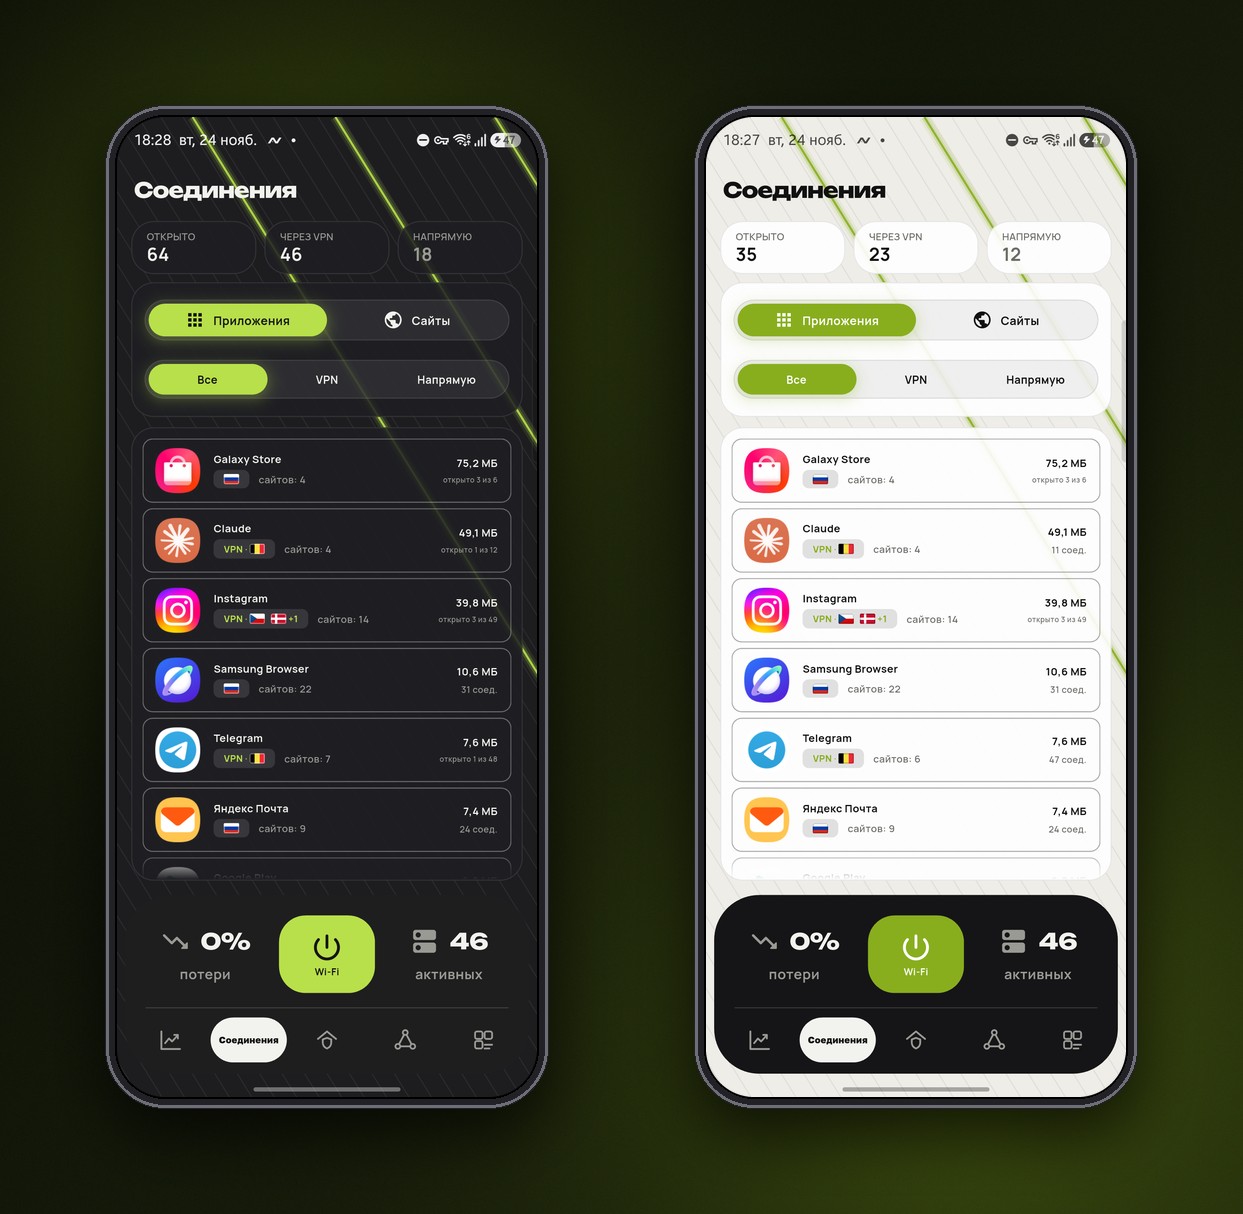 18:28 вт, 24 нояб.
47
Соединения
ОТКРЫТО
64
ЧЕРЕЗ VPN
46
НАПРЯМУЮ
18
Приложения
Сайты
Все
VPN
Напрямую
Galaxy Store
сайтов: 4
75,2 МБ
открыто 3 из 6
Claude
VPN ·
сайтов: 4
49,1 МБ
открыто 1 из 12
Instagram
VPN · +1
сайтов: 14
39,8 МБ
открыто 3 из 49
Samsung Browser
сайтов: 22
10,6 МБ
31 соед.
Telegram
VPN ·
сайтов: 7
7,6 МБ
открыто 1 из 48
Яндекс Почта
сайтов: 9
7,4 МБ
24 соед.
Google Play
0%
потери
Wi-Fi
46
активных
Соединения
18:27 вт, 24 нояб.
47
Соединения
ОТКРЫТО
35
ЧЕРЕЗ VPN
23
НАПРЯМУЮ
12
Приложения
Сайты
Все
VPN
Напрямую
Galaxy Store
сайтов: 4
75,2 МБ
открыто 3 из 6
Claude
VPN ·
сайтов: 4
49,1 МБ
11 соед.
Instagram
VPN · +1
сайтов: 14
39,8 МБ
открыто 3 из 49
Samsung Browser
сайтов: 22
10,6 МБ
31 соед.
Telegram
VPN ·
сайтов: 6
7,6 МБ
47 соед.
Яндекс Почта
сайтов: 9
7,4 МБ
24 соед.
Google Play
0%
потери
Wi-Fi
46
активных
Соединения